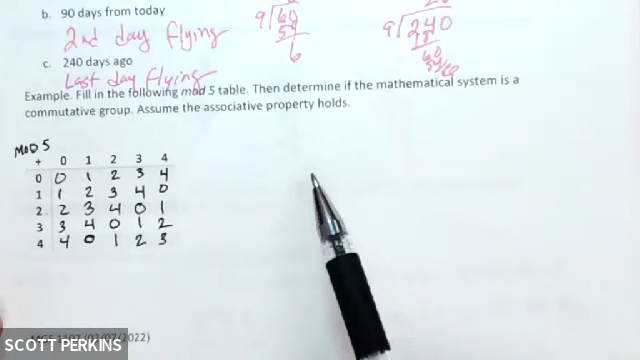 b. 90 days from today
2nd day flying
9 60
54
6
9 240
18
60
c. 240 days ago
Last day flying
Example. Fill in the following mod 5 table. Then determine if the mathematical system is a
commutative group. Assume the associative property holds.
MOD 5
+ 0 1 2 3 4
0 0 1 2 3 4
1 1 2 3 4 0
2 2 3 4 0 1
3 3 4 0 1 2
4 4 0 1 2 3
2022)
SCOTT PERKINS